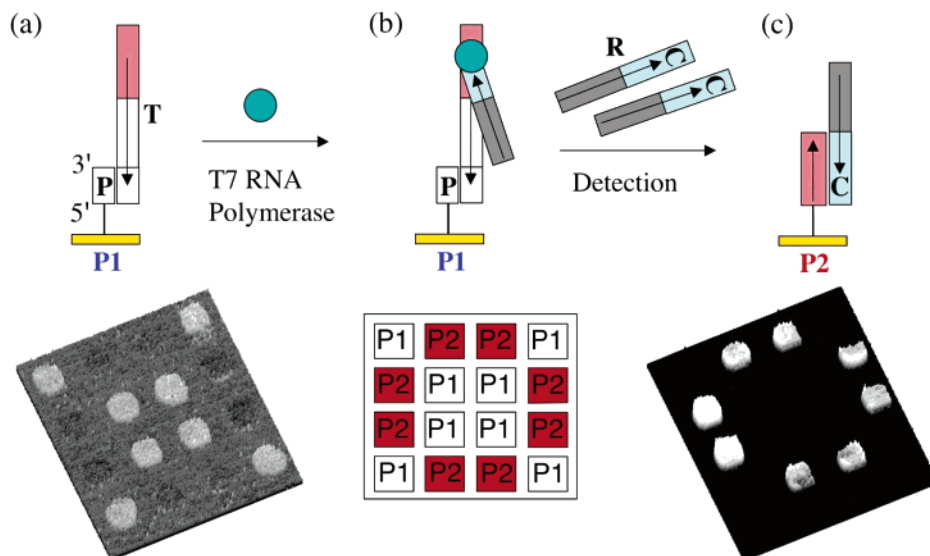 (a)
(b)
(c)
T
R
C
C
3'
P
5'
T7 RNA
Polymerase
P
Detection
C
P1
P1
P2
P1 P2 P2 P1
P2 P1 P1 P2
P2 P1 P1 P2
P1 P2 P2 P1